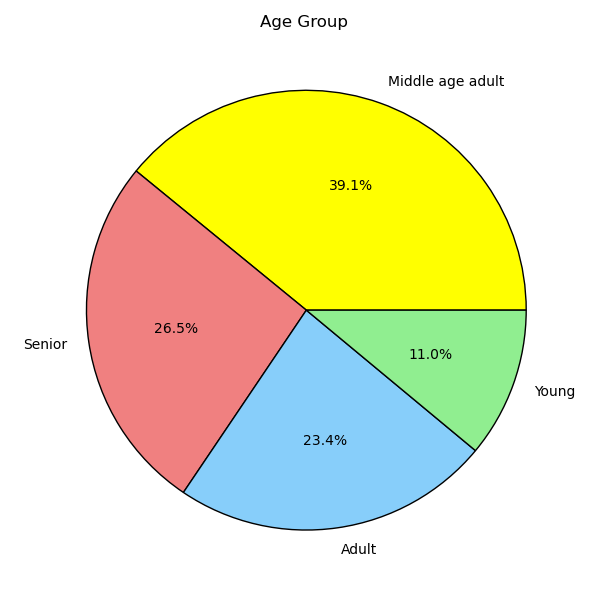 Age Group
Middle age adult
39.1%
26.5%
Senior
11.0%
Young
23.4%
Adult